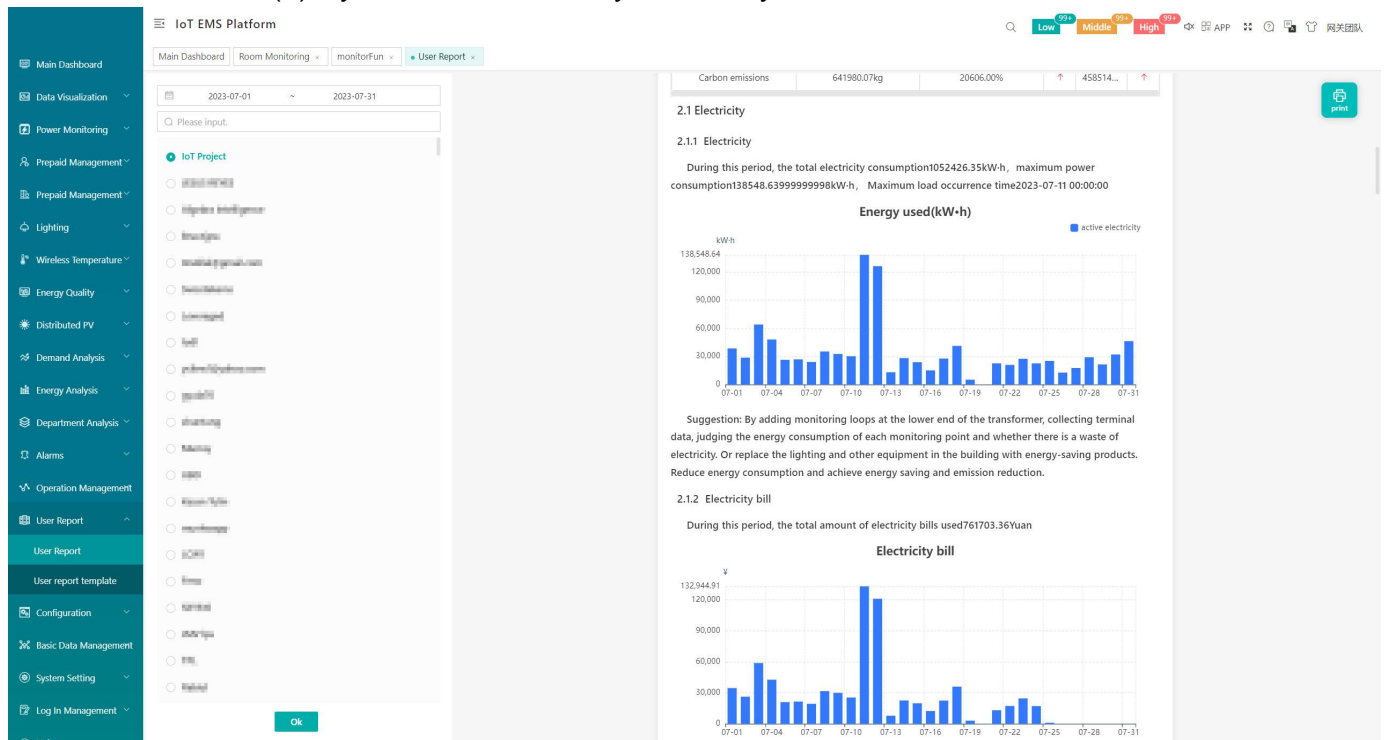 IoT EMS Platform
Low 99+ Middle 99+ High 99+ APP 网关团队
Main Dashboard Room Monitoring × monitorFun × User Report ×
Main Dashboard
Data Visualization
Power Monitoring
Prepaid Management
Prepaid Management
Lighting
Wireless Temperature
Energy Quality
Distributed PV
Demand Analysis
Energy Analysis
Department Analysis
Alarms
Operation Management
User Report
User Report
User report template
Configuration
Basic Data Management
System Setting
Log In Management
2023-07-01 ~ 2023-07-31
Please input.
IoT Project
Ok
Carbon emissions 641980.07kg 20606.00% ↑ 458514... ↑
print
2.1 Electricity
2.1.1 Electricity
During this period, the total electricity consumption1052426.35kW·h, maximum power
consumption138548.63999999998kW·h, Maximum load occurrence time2023-07-11 00:00:00
Energy used(kW•h)
active electricity
kW·h
138,548.64
120,000
90,000
60,000
30,000
0
07-01 07-04 07-07 07-10 07-13 07-16 07-19 07-22 07-25 07-28 07-31
Suggestion: By adding monitoring loops at the lower end of the transformer, collecting terminal
data, judging the energy consumption of each monitoring point and whether there is a waste of
electricity. Or replace the lighting and other equipment in the building with energy-saving products.
Reduce energy consumption and achieve energy saving and emission reduction.
2.1.2 Electricity bill
During this period, the total amount of electricity bills used761703.36Yuan
Electricity bill
¥
132,944.91
120,000
90,000
60,000
30,000
0
07-01 07-04 07-07 07-10 07-13 07-16 07-19 07-22 07-25 07-28 07-31